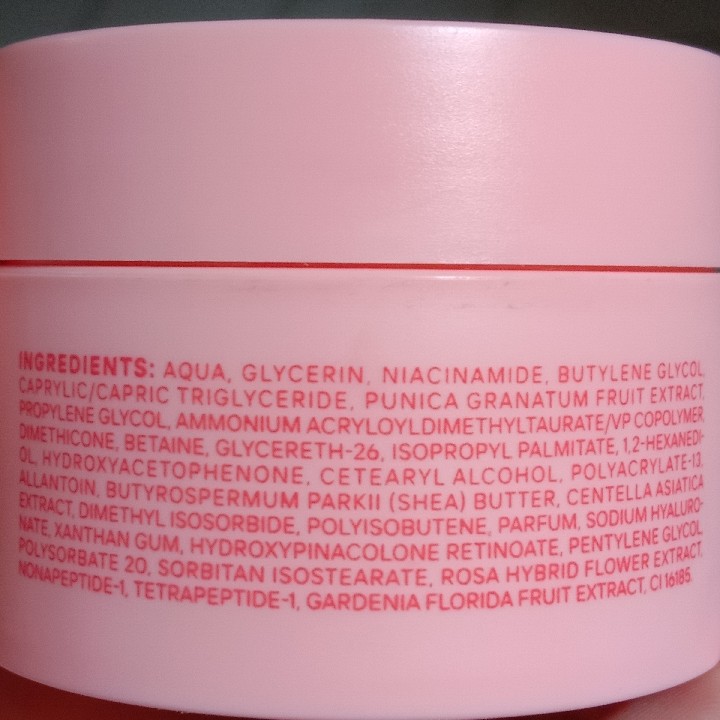 INGREDIENTS: AQUA, GLYCERIN, NIACINAMIDE, BUTYLENE GLYCOL,
CAPRYLIC/CAPRIC TRIGLYCERIDE, PUNICA GRANATUM FRUIT EXTRACT,
PROPYLENE GLYCOL, AMMONIUM ACRYLOYLDIMETHYLTAURATE/VP COPOLYMER,
DIMETHICONE, BETAINE, GLYCERETH-26, ISOPROPYL PALMITATE, 1,2-HEXANEDI-
OL, HYDROXYACETOPHENONE, CETEARYL ALCOHOL, POLYACRYLATE-13,
ALLANTOIN, BUTYROSPERMUM PARKII (SHEA) BUTTER, CENTELLA ASIATICA
EXTRACT, DIMETHYL ISOSORBIDE, POLYISOBUTENE, PARFUM, SODIUM HYALURO-
NATE, XANTHAN GUM, HYDROXYPINACOLONE RETINOATE, PENTYLENE GLYCOL,
POLYSORBATE 20, SORBITAN ISOSTEARATE, ROSA HYBRID FLOWER EXTRACT,
NONAPEPTIDE-1, TETRAPEPTIDE-1, GARDENIA FLORIDA FRUIT EXTRACT, CI 16185.